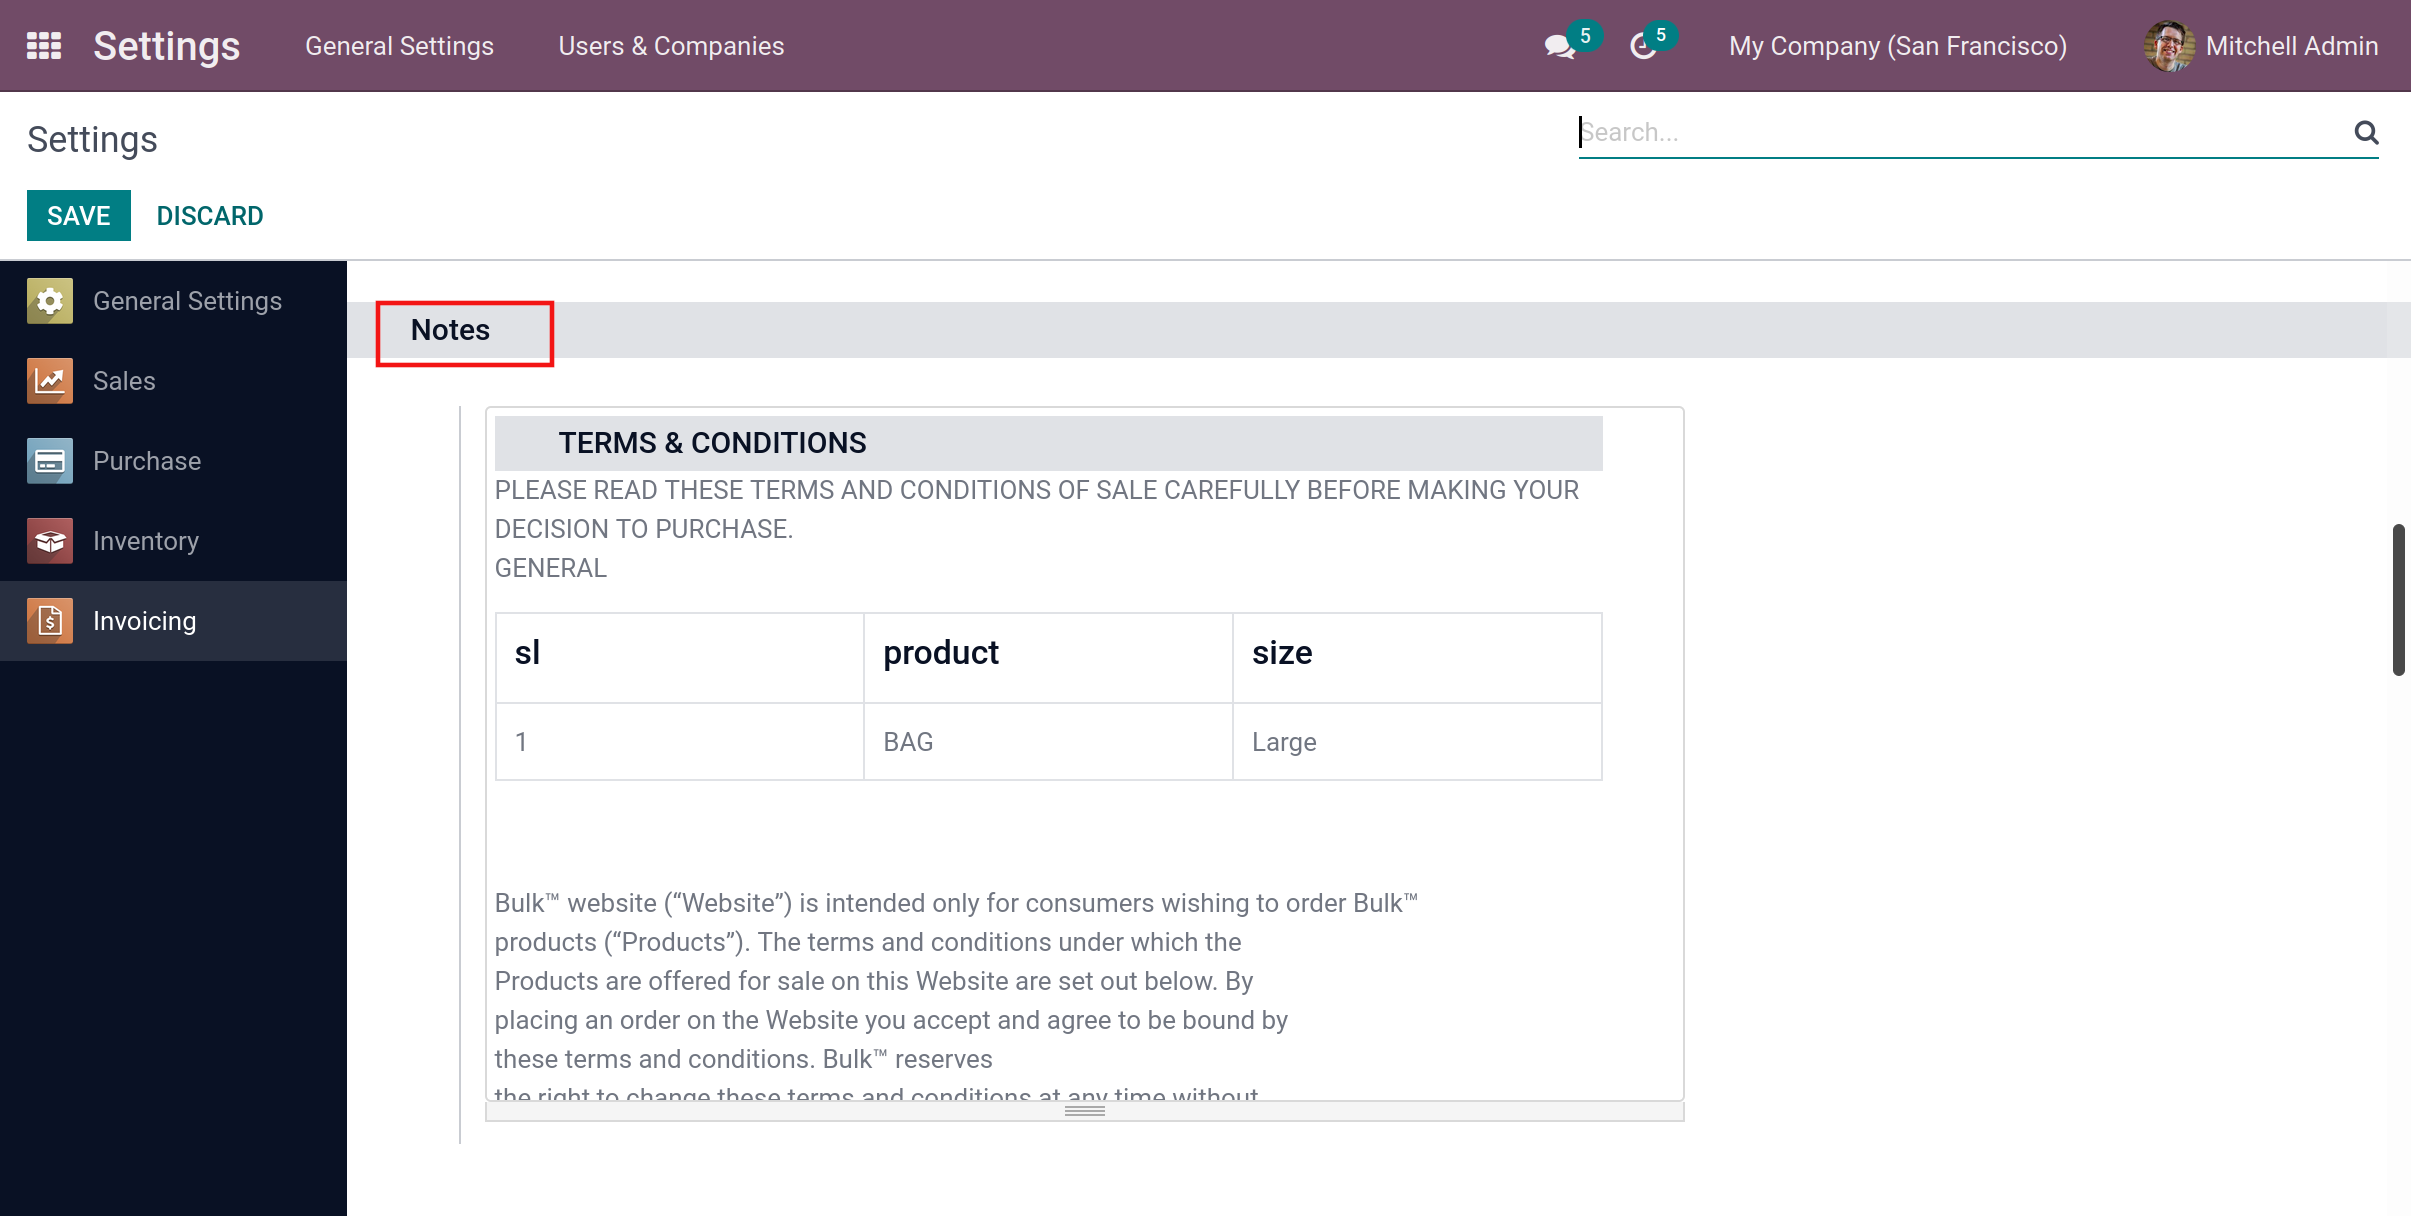 Settings
General Settings
Users & Companies
5
5
My Company (San Francisco)
Mitchell Admin
Settings
Search...
SAVE
DISCARD
General Settings
Sales
Purchase
Inventory
Invoicing
Notes
TERMS & CONDITIONS
PLEASE READ THESE TERMS AND CONDITIONS OF SALE CAREFULLY BEFORE MAKING YOUR
DECISION TO PURCHASE.
GENERAL
sl product size
1 BAG Large
Bulk™ website (“Website”) is intended only for consumers wishing to order Bulk™
products (“Products”). The terms and conditions under which the
Products are offered for sale on this Website are set out below. By
placing an order on the Website you accept and agree to be bound by
these terms and conditions. Bulk™ reserves
the right to change these terms and conditions at any time without